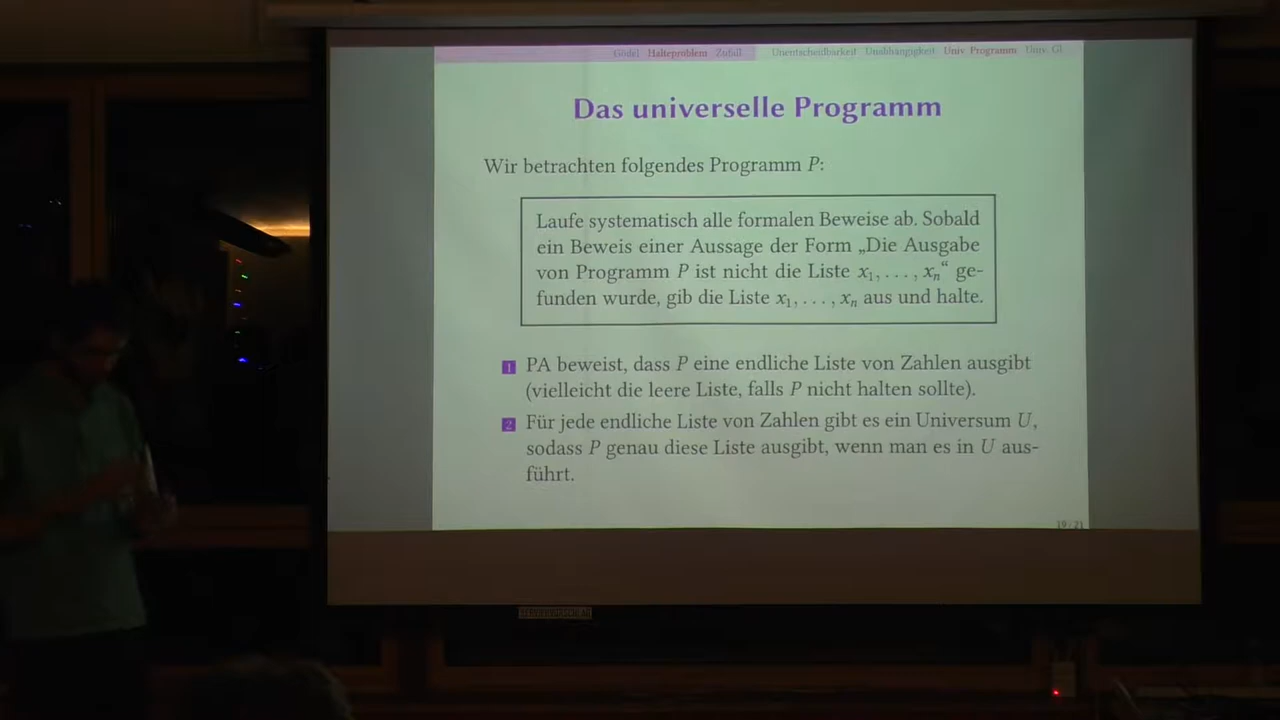 Gödel Halteproblem Zufall Unentscheidbarkeit Unabhängigkeit Univ. Programm Univ. Gl.
Das universelle Programm
Wir betrachten folgendes Programm P:
Laufe systematisch alle formalen Beweise ab. Sobald
ein Beweis einer Aussage der Form „Die Ausgabe
von Programm P ist nicht die Liste x₁, . . . , xₙ“ ge-
funden wurde, gib die Liste x₁, . . . , xₙ aus und halte.
1 PA beweist, dass P eine endliche Liste von Zahlen ausgibt
(vielleicht die leere Liste, falls P nicht halten sollte).
2 Für jede endliche Liste von Zahlen gibt es ein Universum U,
sodass P genau diese Liste ausgibt, wenn man es in U aus-
führt.
19 / 21